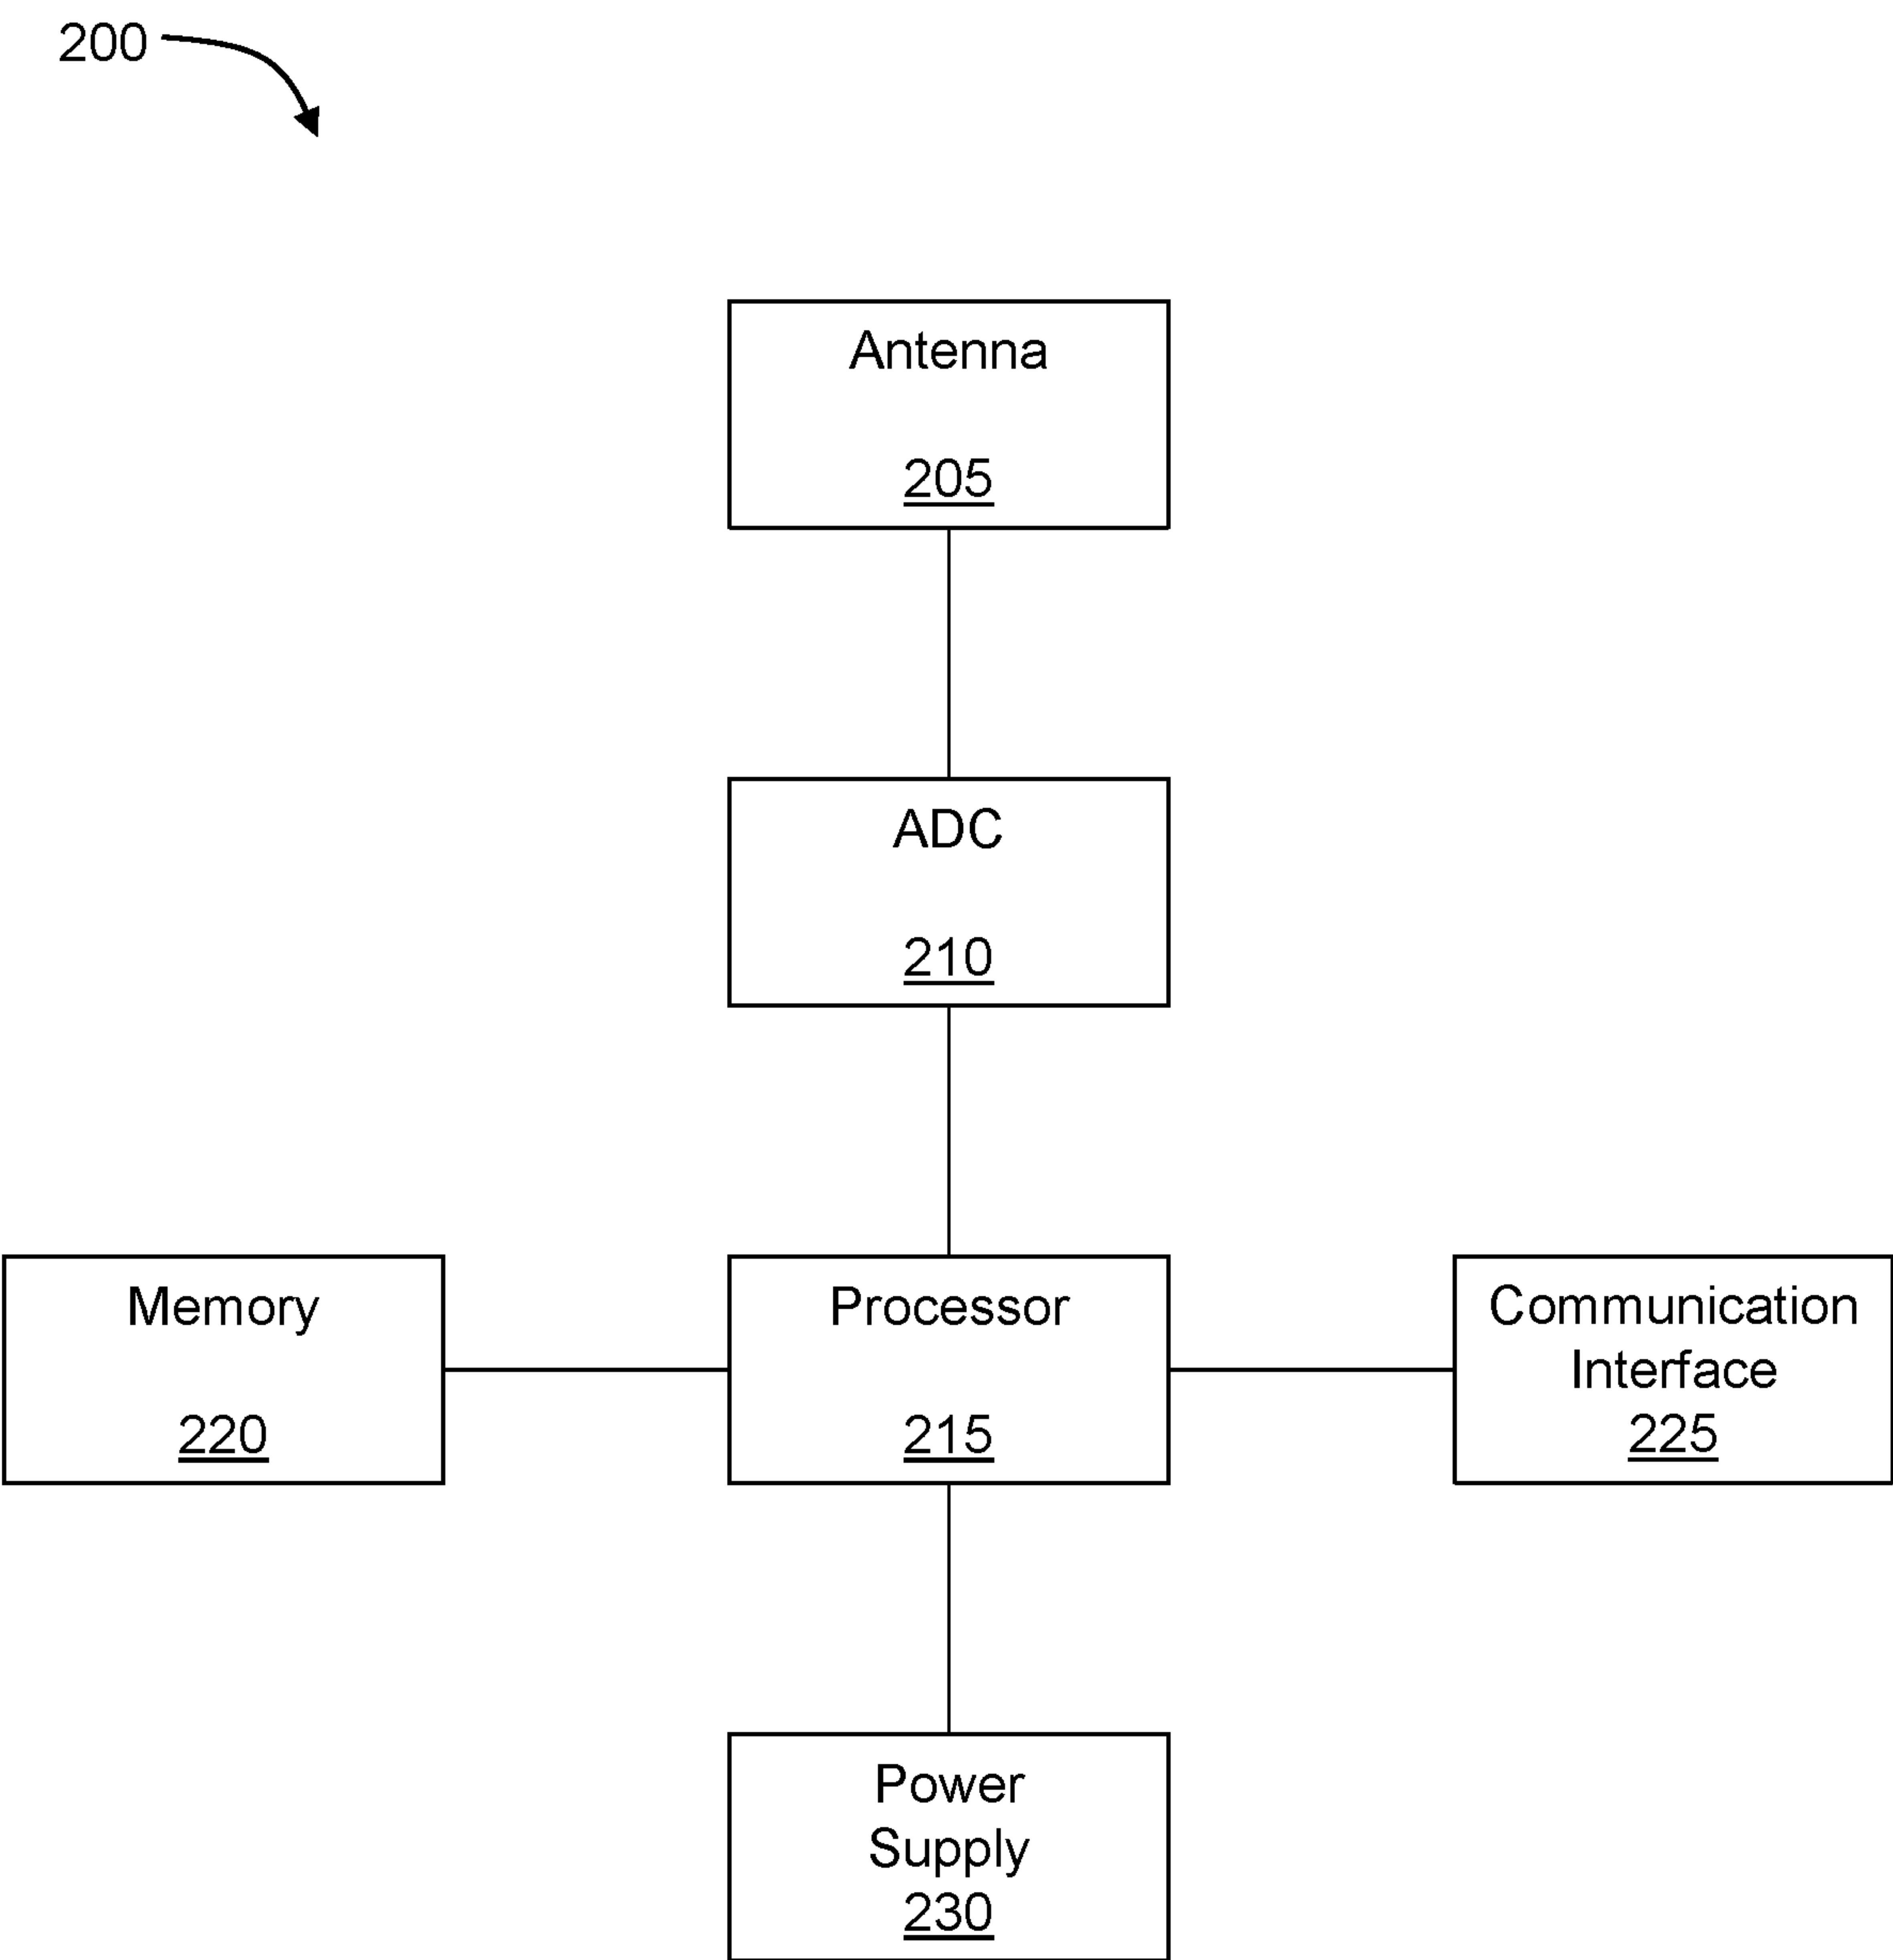 200
Antenna
205
ADC
210
Memory
220
Processor
215
Communication
Interface
225
Power
Supply
230